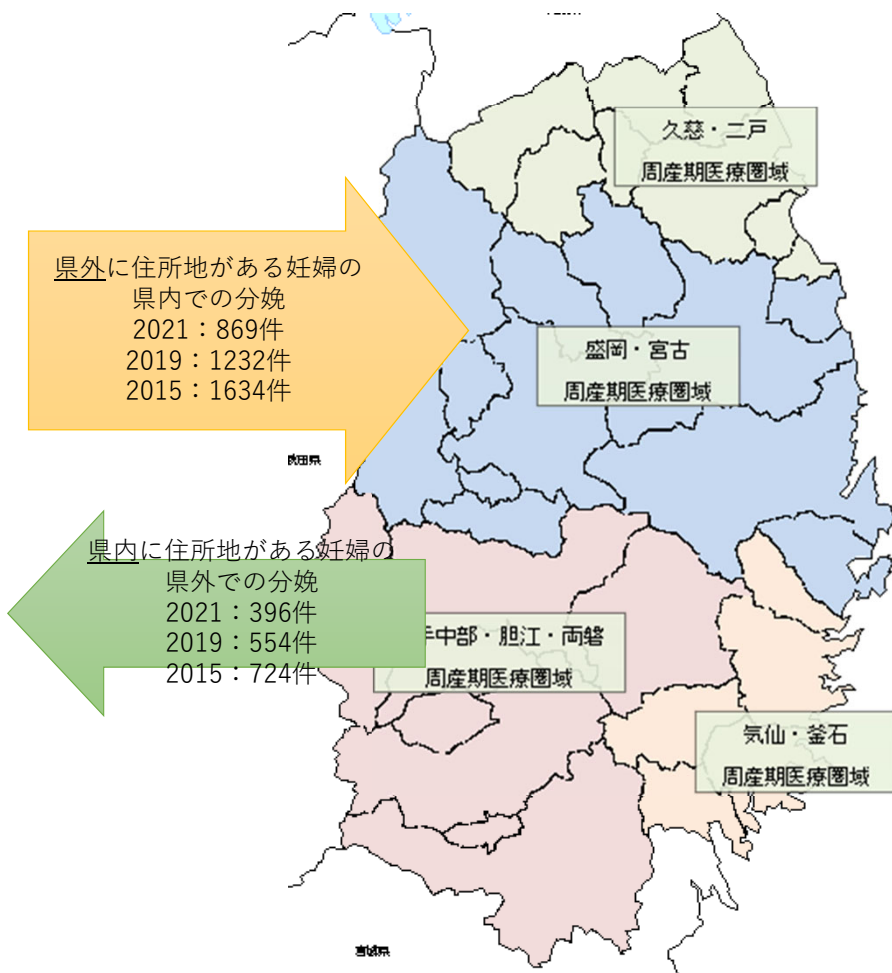 久慈・二戸
周産期医療圏域
県外に住所地がある妊婦の
県内での分娩
2021：869件
2019：1232件
2015：1634件
盛岡・宮古
周産期医療圏域
秋田県
県内に住所地がある妊婦の
県外での分娩
2021：396件
2019：554件
2015：724件
手中部・胆江・両磐
周産期医療圏域
気仙・釜石
周産期医療圏域
宮城県